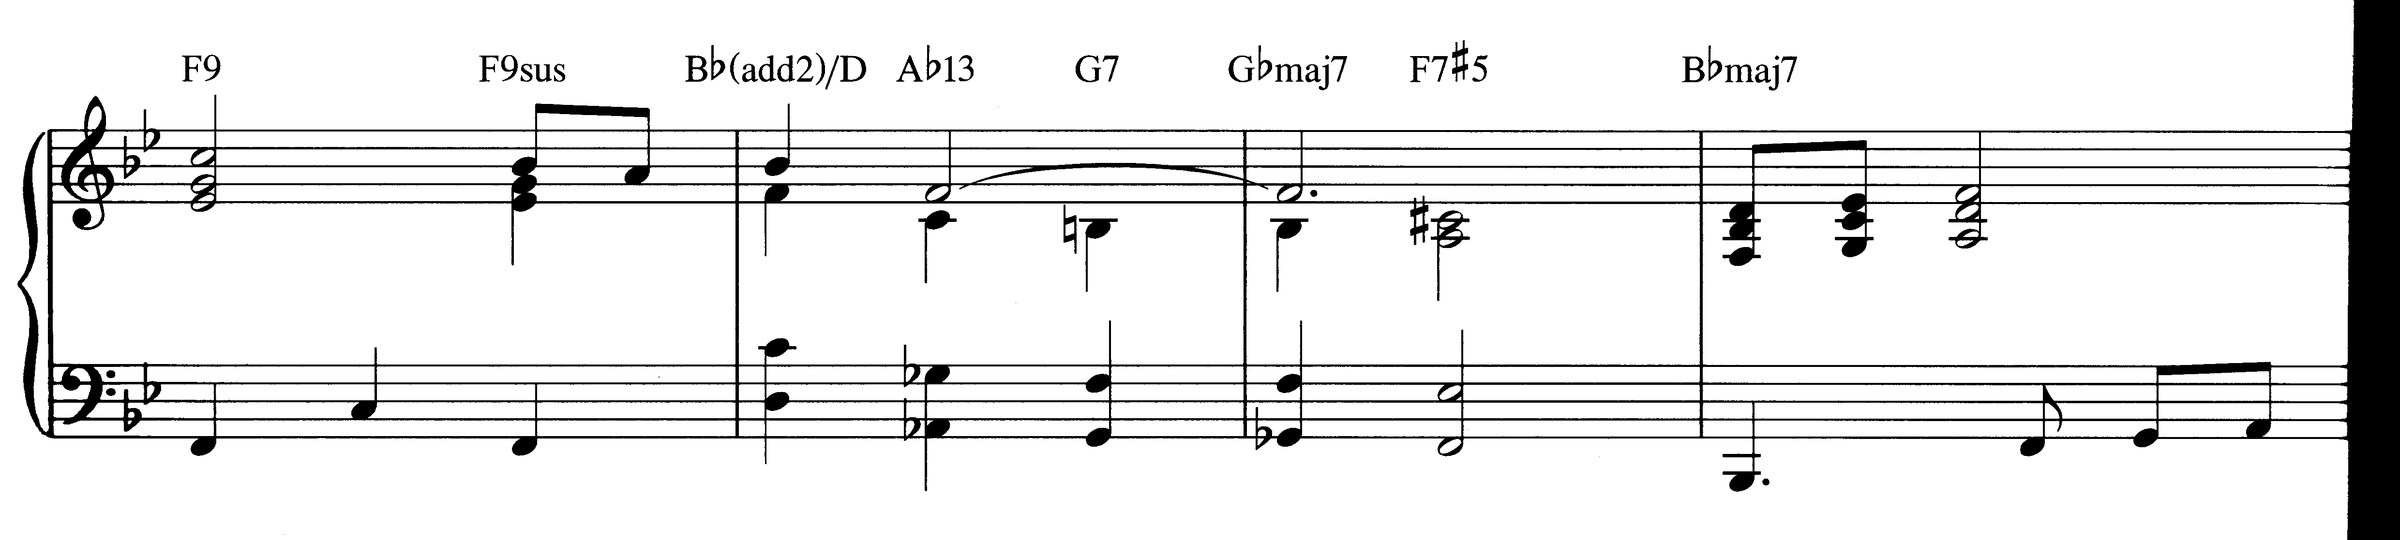 F9 F9sus B♭(add2)/D A♭13 G7 G♭maj7 F7♯5 B♭maj7